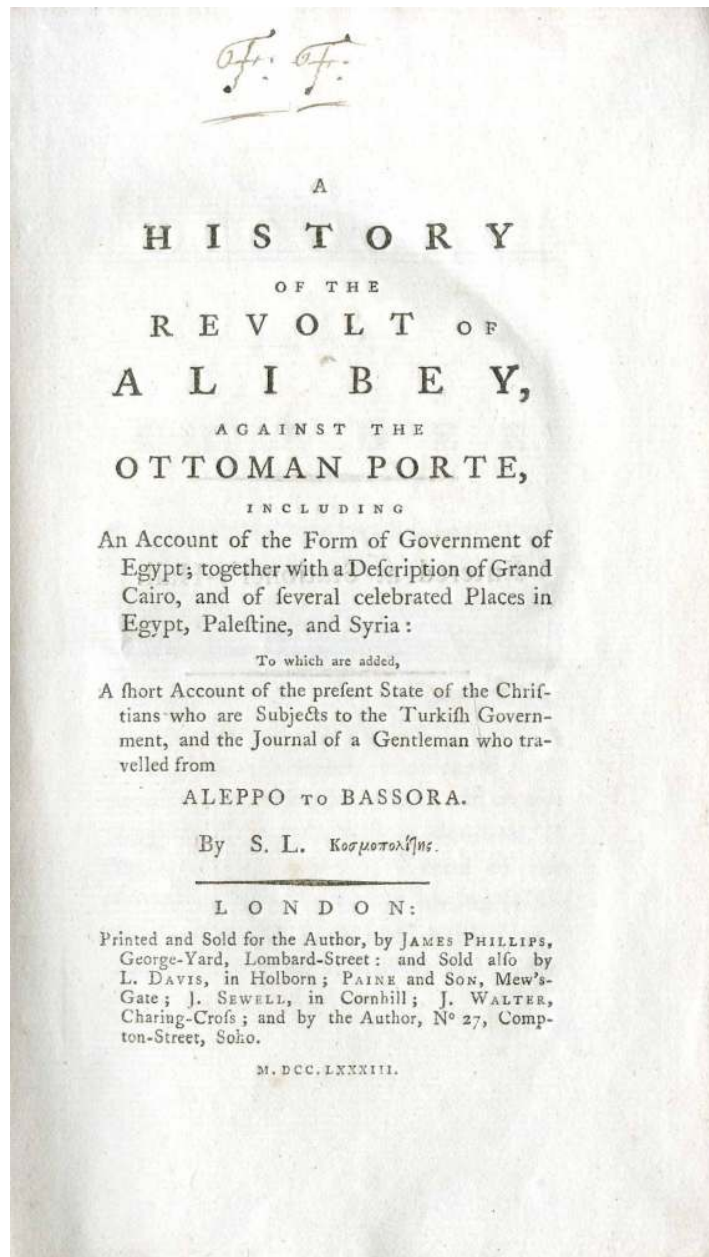 Fr: Fr:
A
HISTORY
OF THE
REVOLT OF
ALI BEY,
AGAINST THE
OTTOMAN PORTE,
INCLUDING
An Account of the Form of Government of
Egypt; together with a Deſcription of Grand
Cairo, and of ſeveral celebrated Places in
Egypt, Paleſtine, and Syria:
To which are added,
A ſhort Account of the preſent State of the Chriſ-
tians who are Subjects to the Turkiſh Govern-
ment, and the Journal of a Gentleman who tra-
velled from
ALEPPO TO BASSORA.
By S. L. Κοσμοπολίτης.
LONDON:
Printed and Sold for the Author, by JAMES PHILLIPS,
George-Yard, Lombard-Street: and Sold alſo by
L. DAVIS, in Holborn; PAINE and SON, Mew's-
Gate; J. SEWELL, in Cornhill; J. WALTER,
Charing-Croſs; and by the Author, Nº 27, Comp-
ton-Street, Soho.
M.DCC.LXXXIII.